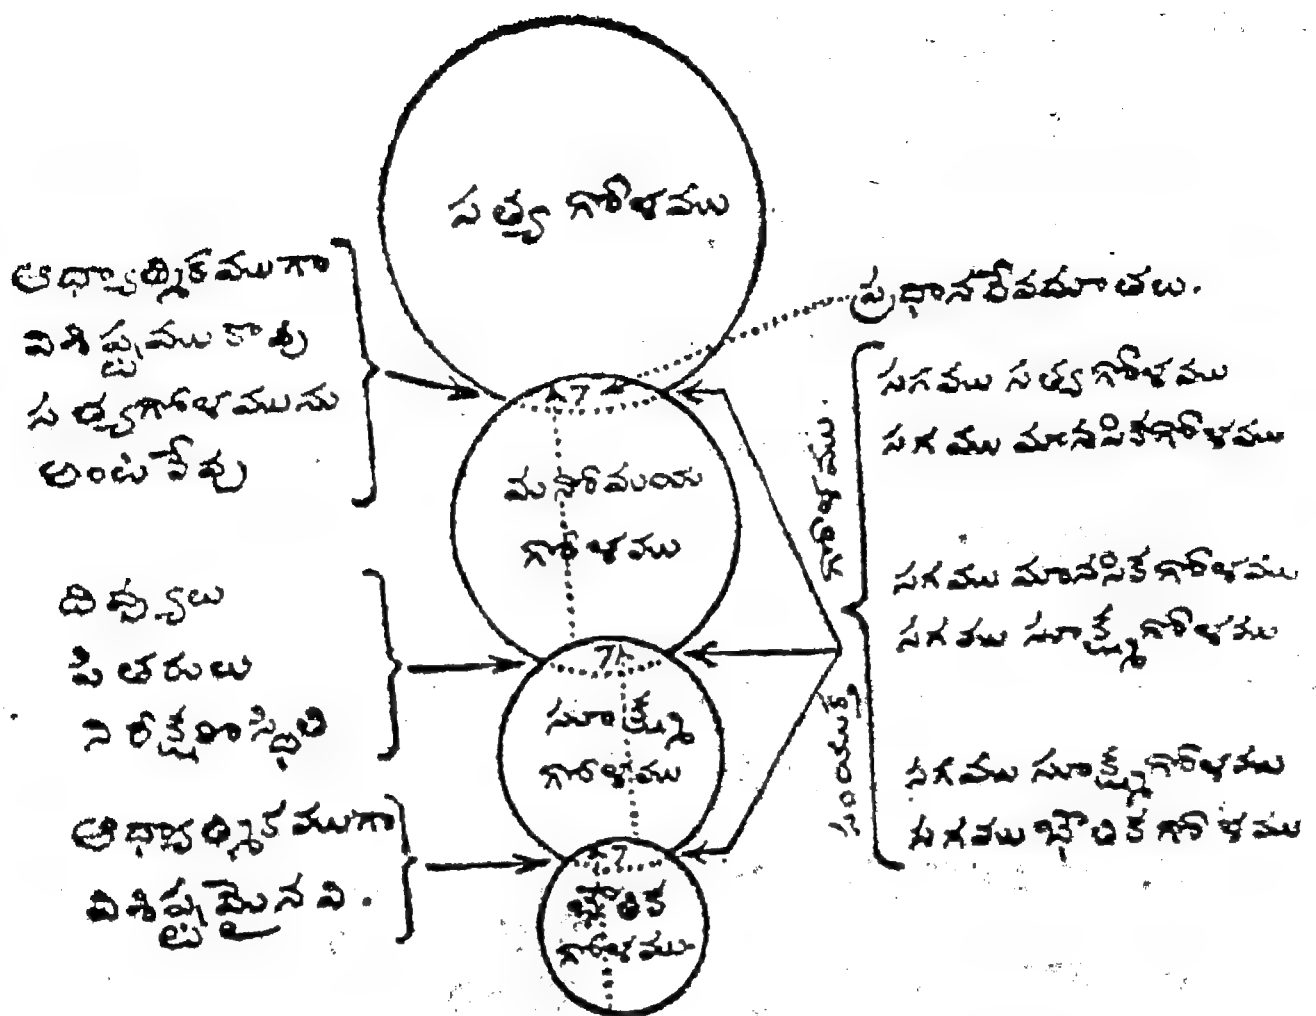 సత్య గోళము
ఆధ్యాత్మికముగా
విశిష్టము కావు
సత్యగోళమును
అంటవేవు
ప్రధానదేవదూతలు.
సగము సత్యగోళము
సగము మానసికగోళము
సగము మానసికగోళము
సగము సూక్ష్మగోళము
సగము సూక్ష్మగోళము
సగము భౌతికగోళము
సంయుక్త గోళము.
7
మనోమయ
గోళము
దివ్యులు
పితరులు
నిరీక్షణాస్థితి
7
సూక్ష్మ
గోళము
ఆధ్యాత్మికముగా
విశిష్టమైనవి.
7
భౌతిక
గోళము